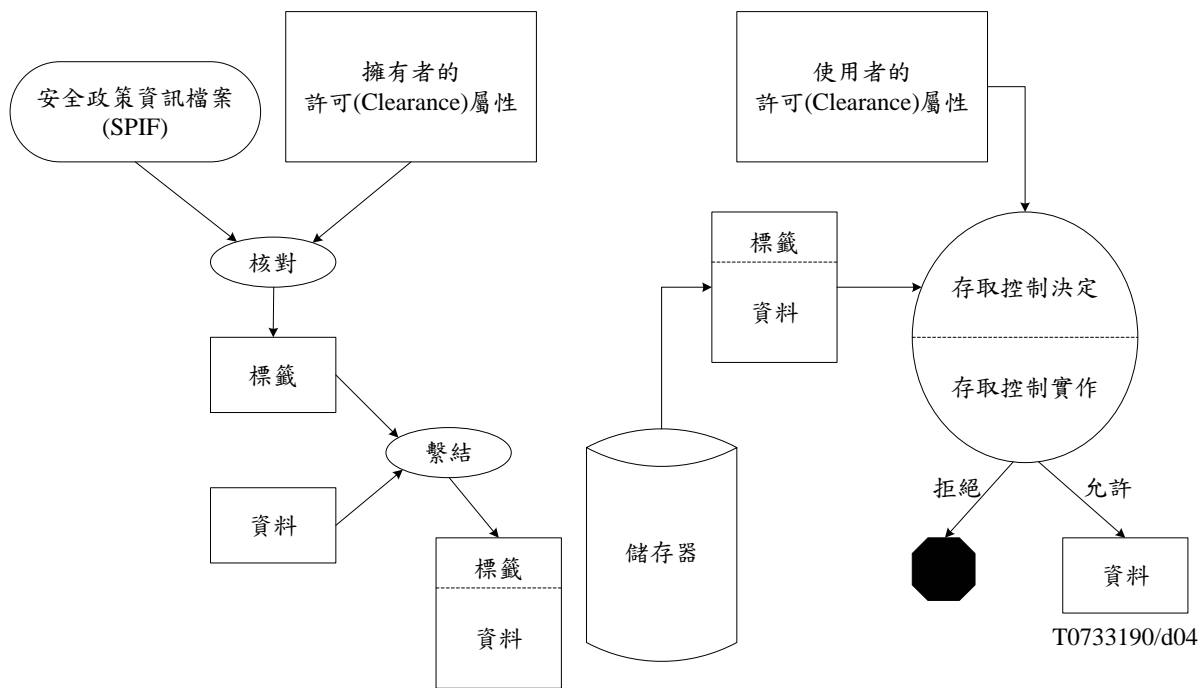 安全政策資訊檔案
(SPIF)
擁有者的
許可(Clearance)屬性
核對
標籤
資料
繫結
標籤
資料
使用者的
許可(Clearance)屬性
標籤
資料
儲存器
存取控制決定
存取控制實作
拒絕
允許
資料
T0733190/d04